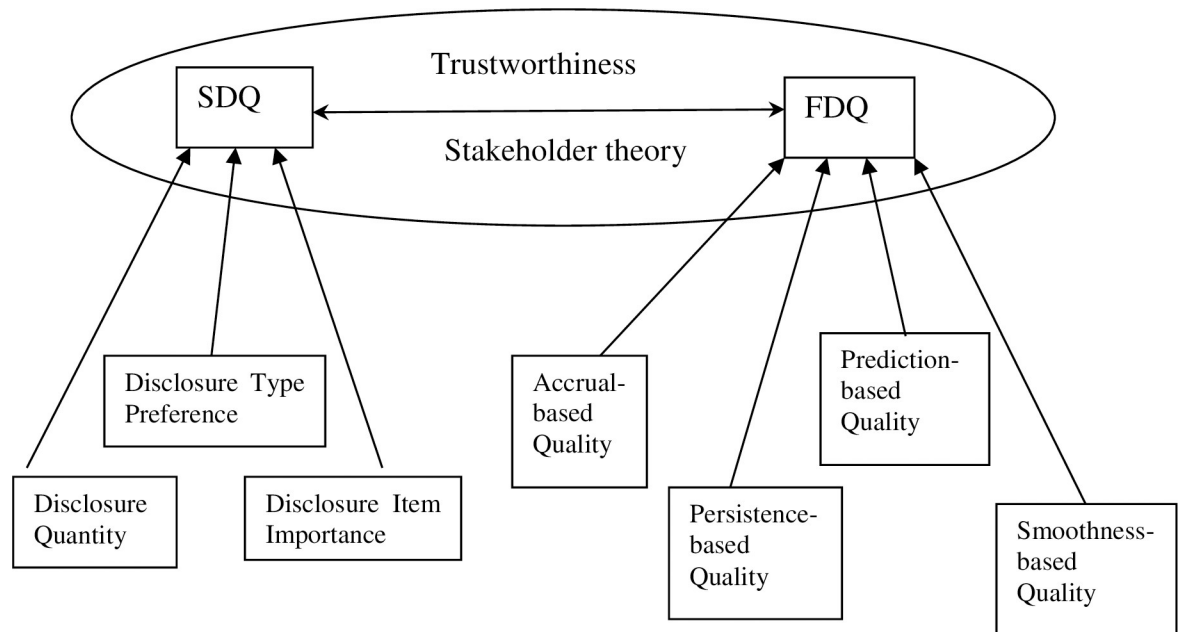 Trustworthiness
SDQ
FDQ
Stakeholder theory
Disclosure Type
Preference
Disclosure
Quantity
Disclosure Item
Importance
Accrual-
based
Quality
Persistence-
based
Quality
Prediction-
based
Quality
Smoothness-
based
Quality